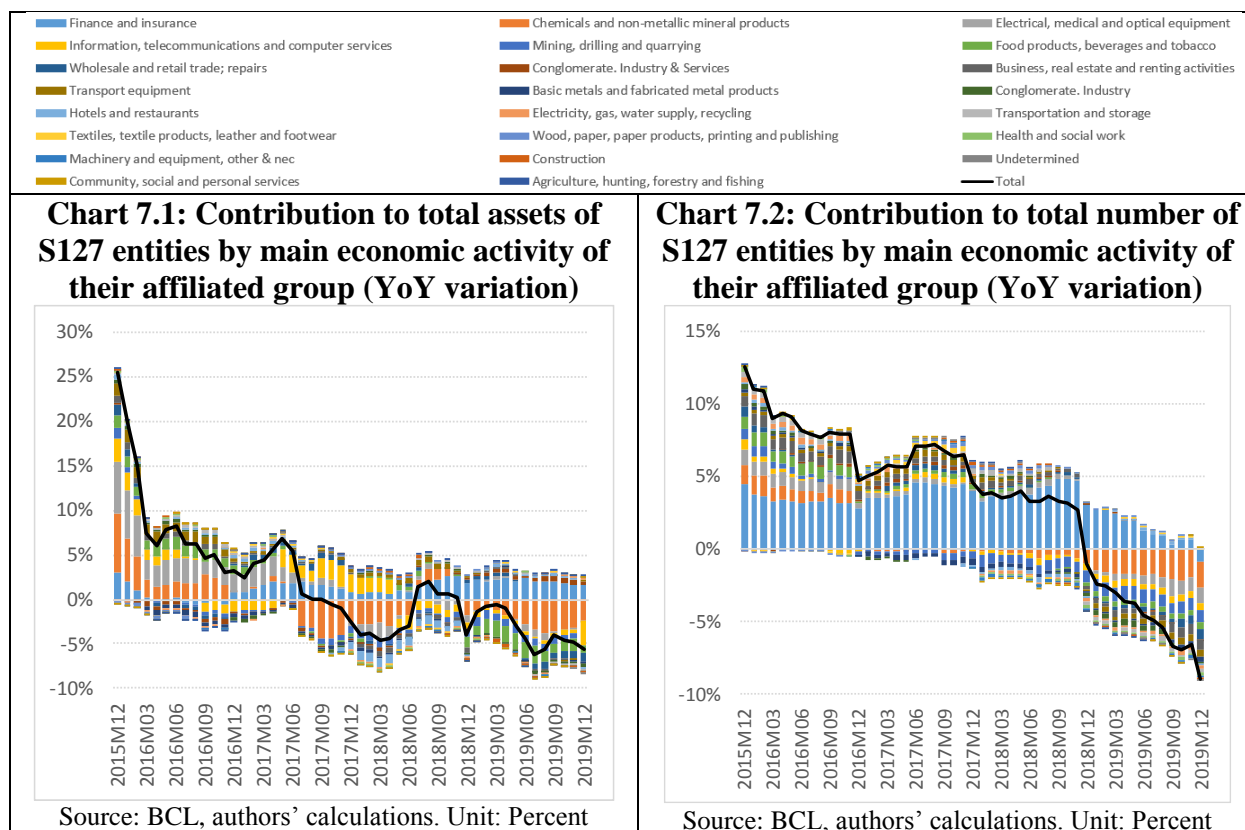 Finance and insurance
Chemicals and non-metallic mineral products
Electrical, medical and optical equipment
Information, telecommunications and computer services
Mining, drilling and quarrying
Food products, beverages and tobacco
Wholesale and retail trade; repairs
Conglomerate. Industry & Services
Business, real estate and renting activities
Transport equipment
Basic metals and fabricated metal products
Conglomerate. Industry
Hotels and restaurants
Electricity, gas, water supply, recycling
Transportation and storage
Textiles, textile products, leather and footwear
Wood, paper, paper products, printing and publishing
Health and social work
Machinery and equipment, other & nec
Construction
Undetermined
Community, social and personal services
Agriculture, hunting, forestry and fishing
Total
Chart 7.1: Contribution to total assets of
S127 entities by main economic activity of
their affiliated group (YoY variation)
30%
25%
20%
15%
10%
5%
0%
-5%
-10%
2015M12
2016M03
2016M06
2016M09
2016M12
2017M03
2017M06
2017M09
2017M12
2018M03
2018M06
2018M09
2018M12
2019M03
2019M06
2019M09
2019M12
Source: BCL, authors' calculations. Unit: Percent
Chart 7.2: Contribution to total number of
S127 entities by main economic activity of
their affiliated group (YoY variation)
15%
10%
5%
0%
-5%
-10%
2015M12
2016M03
2016M06
2016M09
2016M12
2017M03
2017M06
2017M09
2017M12
2018M03
2018M06
2018M09
2018M12
2019M03
2019M06
2019M09
2019M12
Source: BCL, authors' calculations. Unit: Percent